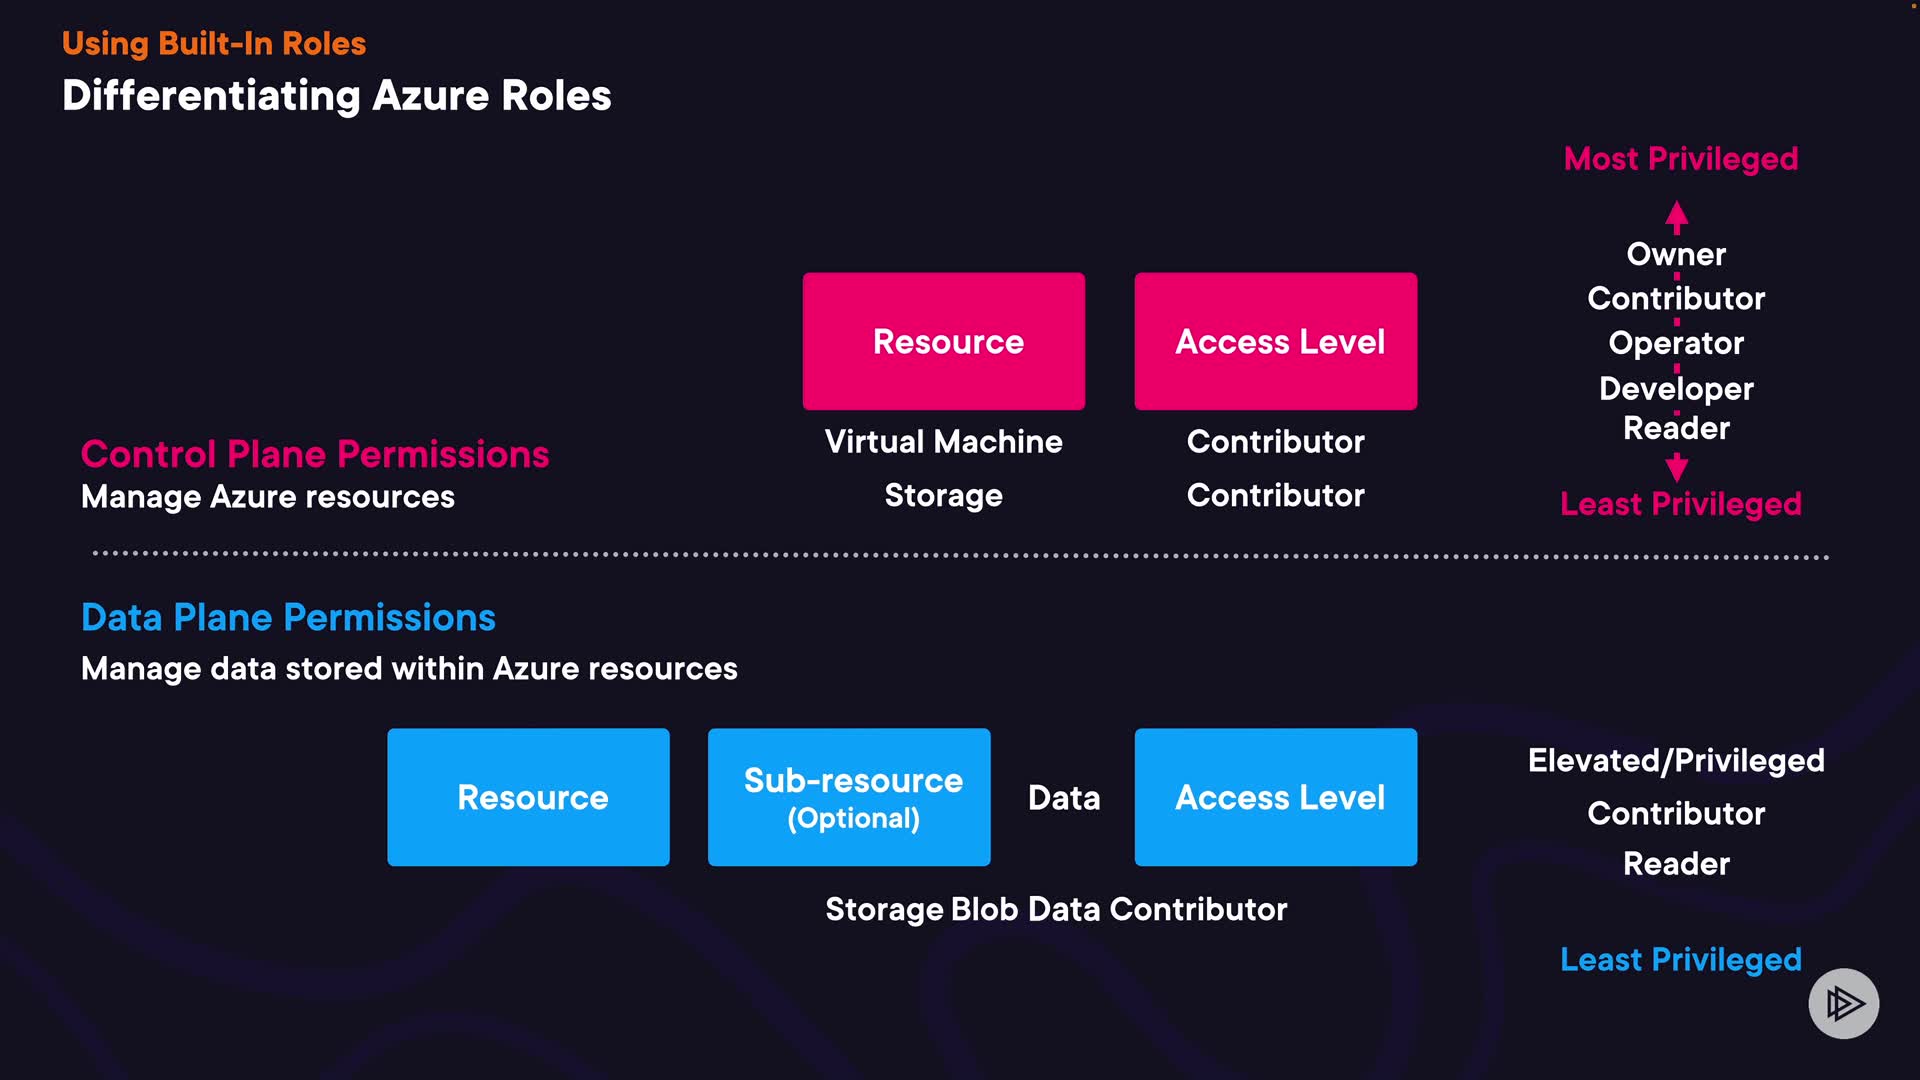 Using Built-In Roles
Differentiating Azure Roles
Most Privileged
Owner
Contributor
Operator
Developer
Reader
Least Privileged
Resource
Access Level
Virtual Machine
Contributor
Storage
Contributor
Control Plane Permissions
Manage Azure resources
Data Plane Permissions
Manage data stored within Azure resources
Resource
Sub-resource
(Optional)
Data
Access Level
Storage Blob Data Contributor
Elevated/Privileged
Contributor
Reader
Least Privileged